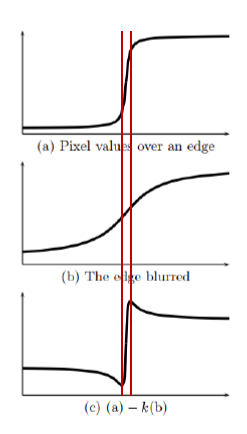 (a) Pixel values over an edge
(b) The edge blurred
(c) (a) − k(b)